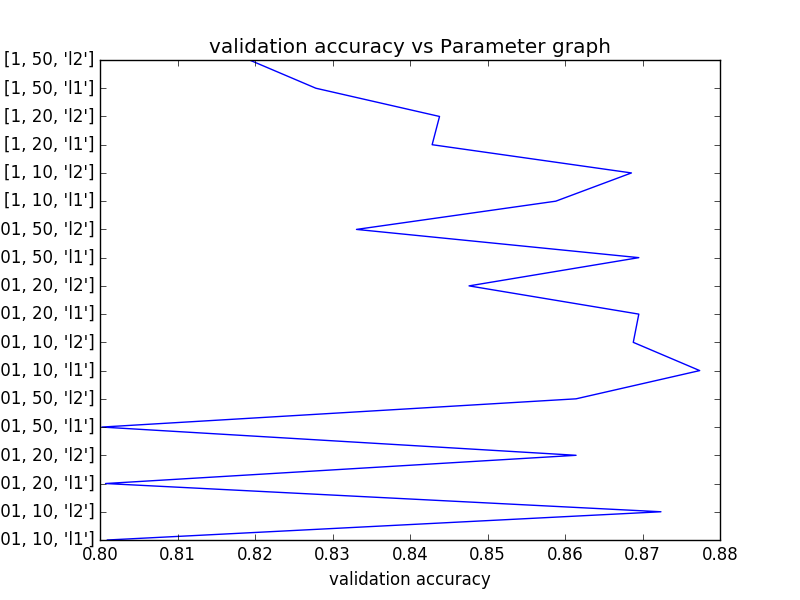 validation accuracy vs Parameter graph
[1, 50, 'l2']
[1, 50, 'l1']
[1, 20, 'l2']
[1, 20, 'l1']
[1, 10, 'l2']
[1, 10, 'l1']
01, 50, 'l2']
01, 50, 'l1']
01, 20, 'l2']
01, 20, 'l1']
01, 10, 'l2']
01, 10, 'l1']
01, 50, 'l2']
01, 50, 'l1']
01, 20, 'l2']
01, 20, 'l1']
01, 10, 'l2']
01, 10, 'l1']
0.80 0.81 0.82 0.83 0.84 0.85 0.86 0.87 0.88
validation accuracy